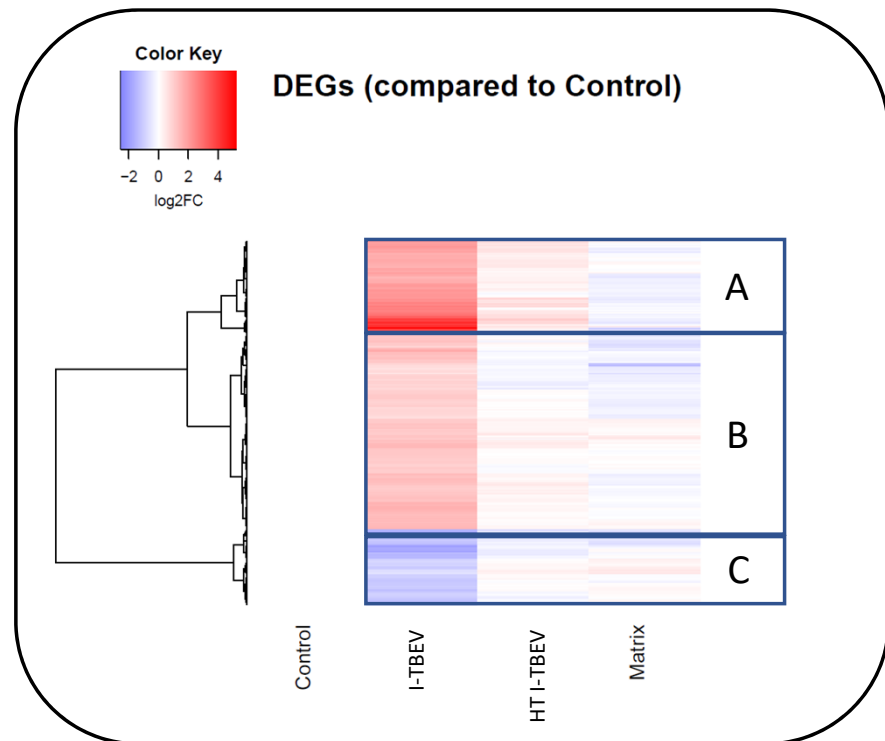 Color Key
DEGs (compared to Control)
−2 0 2 4
log2FC
A
B
C
Control
I-TBEV
HT I-TBEV
Matrix